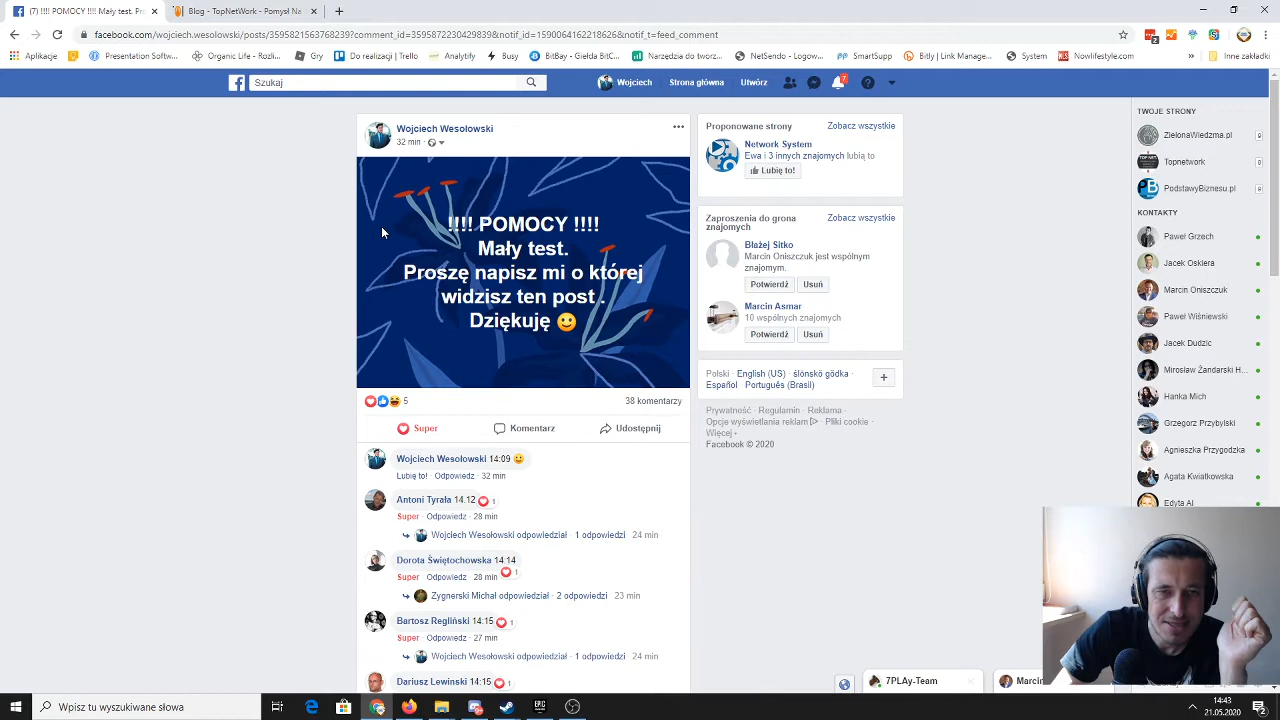 (7) !!!! POMOCY !!!! Mały test. Pro
Blog - TopNetWork - Pomysł Na
facebook.com/wojciech.wesolowski/posts/3595821563768239?comment_id=3595872230429839&notif_id=1590064162218626&notif_t=feed_comment
Aplikacje
Presentation Softw...
Organic Life - Rozli...
Gry
Do realizacji | Trello
Analytify
Busy
BitBay - GieŁda Bit...
Narzędzia dostępn...
NetSendo - Logow...
SmartSupp
Bitly | Link Manage...
System
Nowlifestyle.com
»
Inne zakładki
Szukaj
Wojciech
Strona główna
Utwórz
7
Wojciech Wesołowski
32 min
!!!! POMOCY !!!!
Mały test.
Proszę napisz mi o której
widzisz ten post .
Dziękuję
5
38 komentarzy
Super
Komentarz
Udostępnij
Wojciech Wesołowski 14:09
Lubię to! · Odpowiedz · 32 min
Antoni Tyrała 14.12 1
Super · Odpowiedz · 28 min
Wojciech Wesołowski odpowiedział · 1 odpowiedzi 24 min
Dorota Świętochowska 14:14
1
Super · Odpowiedz · 28 min
Zygnerski Michał odpowiedział · 2 odpowiedzi 23 min
Bartosz Regliński 14:15 1
Super · Odpowiedz · 27 min
Wojciech Wesołowski odpowiedział · 1 odpowiedzi 24 min
Dariusz Lewiński 14:15 1
Proponowane strony
Zobacz wszystkie
Network System
Ewa i 3 innych znajomych lubią to
Lubię to!
Zaproszenia do grona
znajomych
Zobacz wszystkie
Błażej Sitko
Marcin Oniszczuk jest wspólnym
znajomym.
Potwierdź
Usuń
Marcin Asmar
10 wspólnych znajomych
Potwierdź
Usuń
Polski · English (US) · ślōnskŏ gŏdka ·
Español · Português (Brasil)
Prywatność · Regulamin · Reklama ·
Opcje wyświetlania reklam · Pliki cookie ·
Więcej
Facebook © 2020
TWOJE STRONY
ZielonaWiedzma.pl
Topnetwork
PodstawyBiznesu.pl
KONTAKTY
Paweł Grzech
Jacek Oskiera
Marcin Oniszczuk
Paweł Wiśniewski
Jacek Dudzic
Mirosław Żandarski H...
Hanka Mich
Grzegorz Przybylski
Agnieszka Przygodzka
Agata Kwiatkowska
Edyta Al
7PLAy-Team
Marcin
Wpisz tu wyszukiwane słowa
14:43
21.05.2020